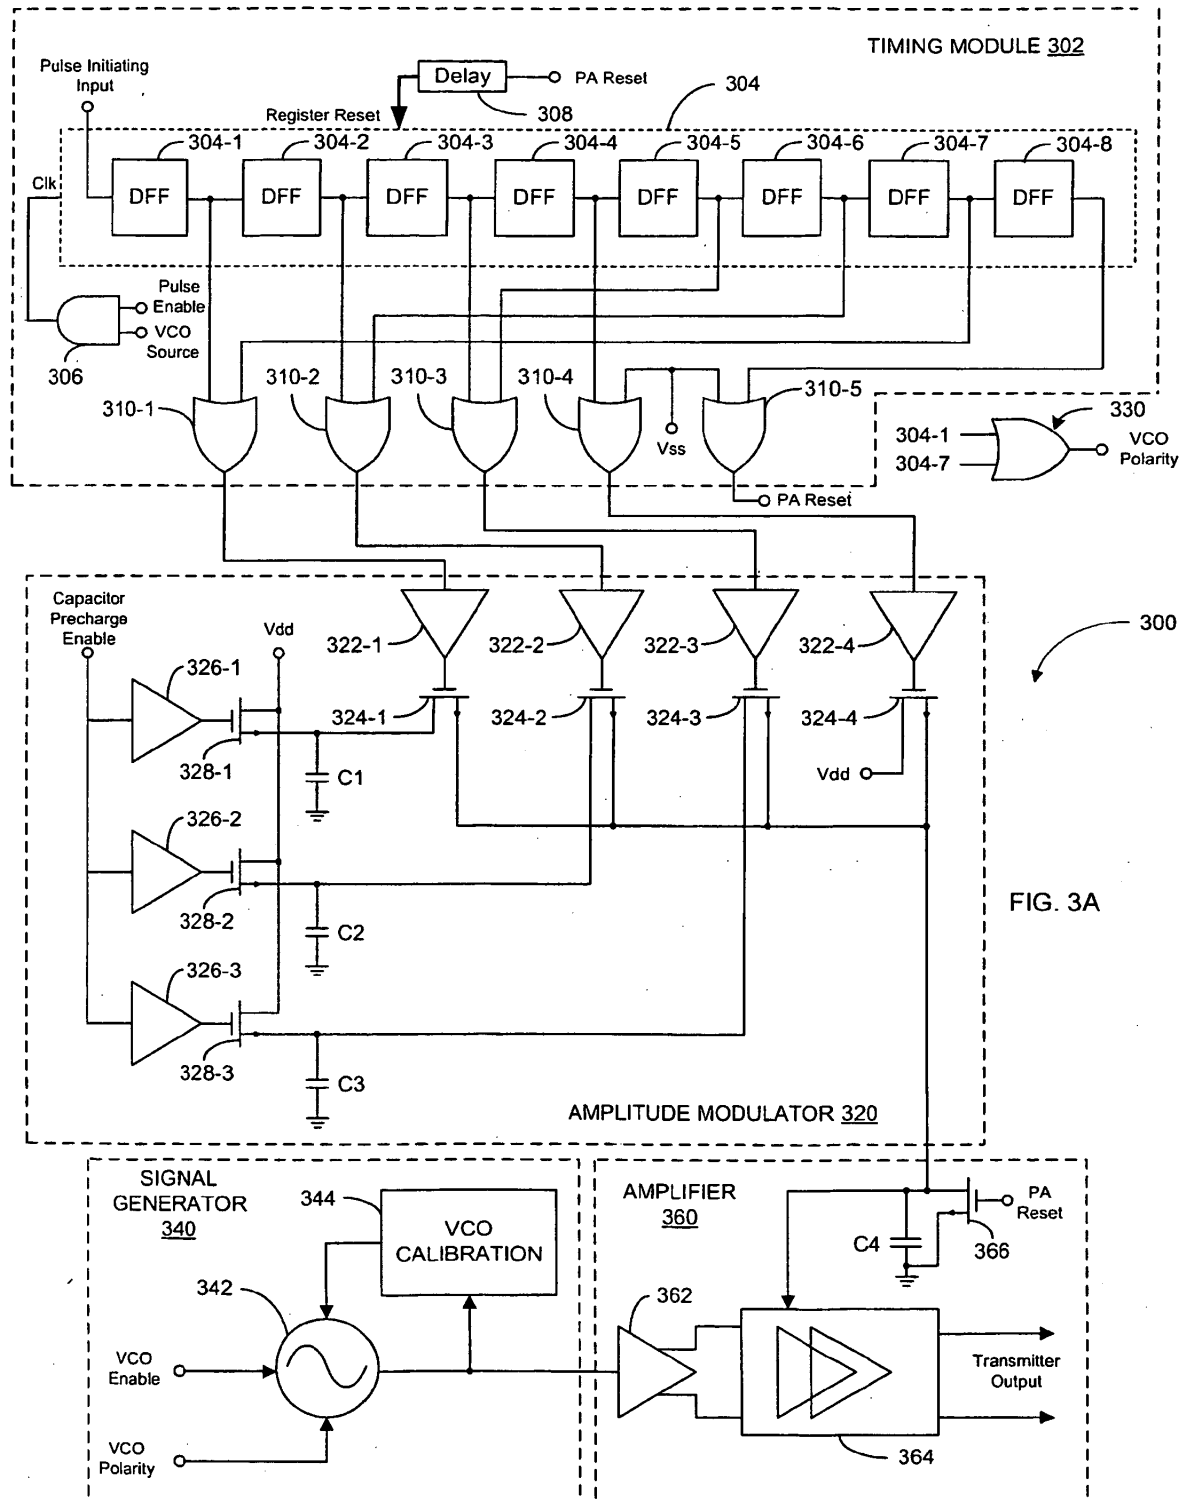 TIMING MODULE 302
Pulse Initiating
Input
Delay
PA Reset
308
304
Register Reset
304-1
304-2
304-3
304-4
304-5
304-6
304-7
304-8
Clk
DFF
DFF
DFF
DFF
DFF
DFF
DFF
DFF
Pulse
Enable
VCO
Source
306
310-1
310-2
310-3
310-4
310-5
Vss
330
304-1
304-7
VCO
Polarity
PA Reset
Capacitor
Precharge
Enable
Vdd
322-1
322-2
322-3
322-4
300
326-1
324-1
324-2
324-3
324-4
328-1
C1
Vdd
326-2
328-2
C2
FIG. 3A
326-3
328-3
C3
AMPLITUDE MODULATOR 320
SIGNAL
GENERATOR
340
344
VCO
CALIBRATION
AMPLIFIER
360
PA
Reset
C4
366
342
362
VCO
Enable
Transmitter
Output
VCO
Polarity
364